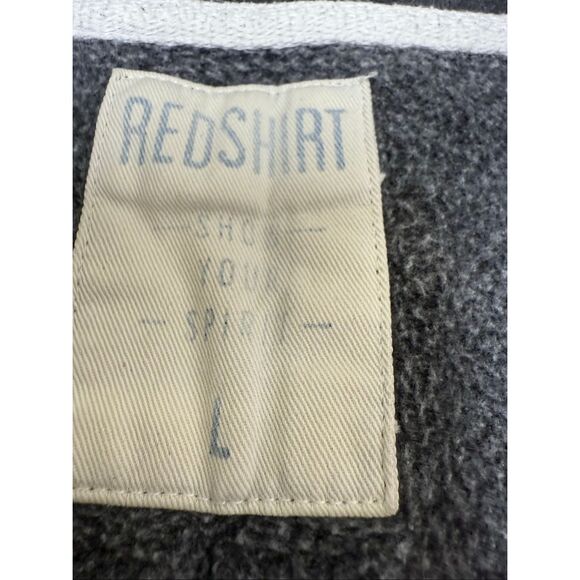 REDSHIRT
— SHOW —
YOUR
— SPIRIT —
L